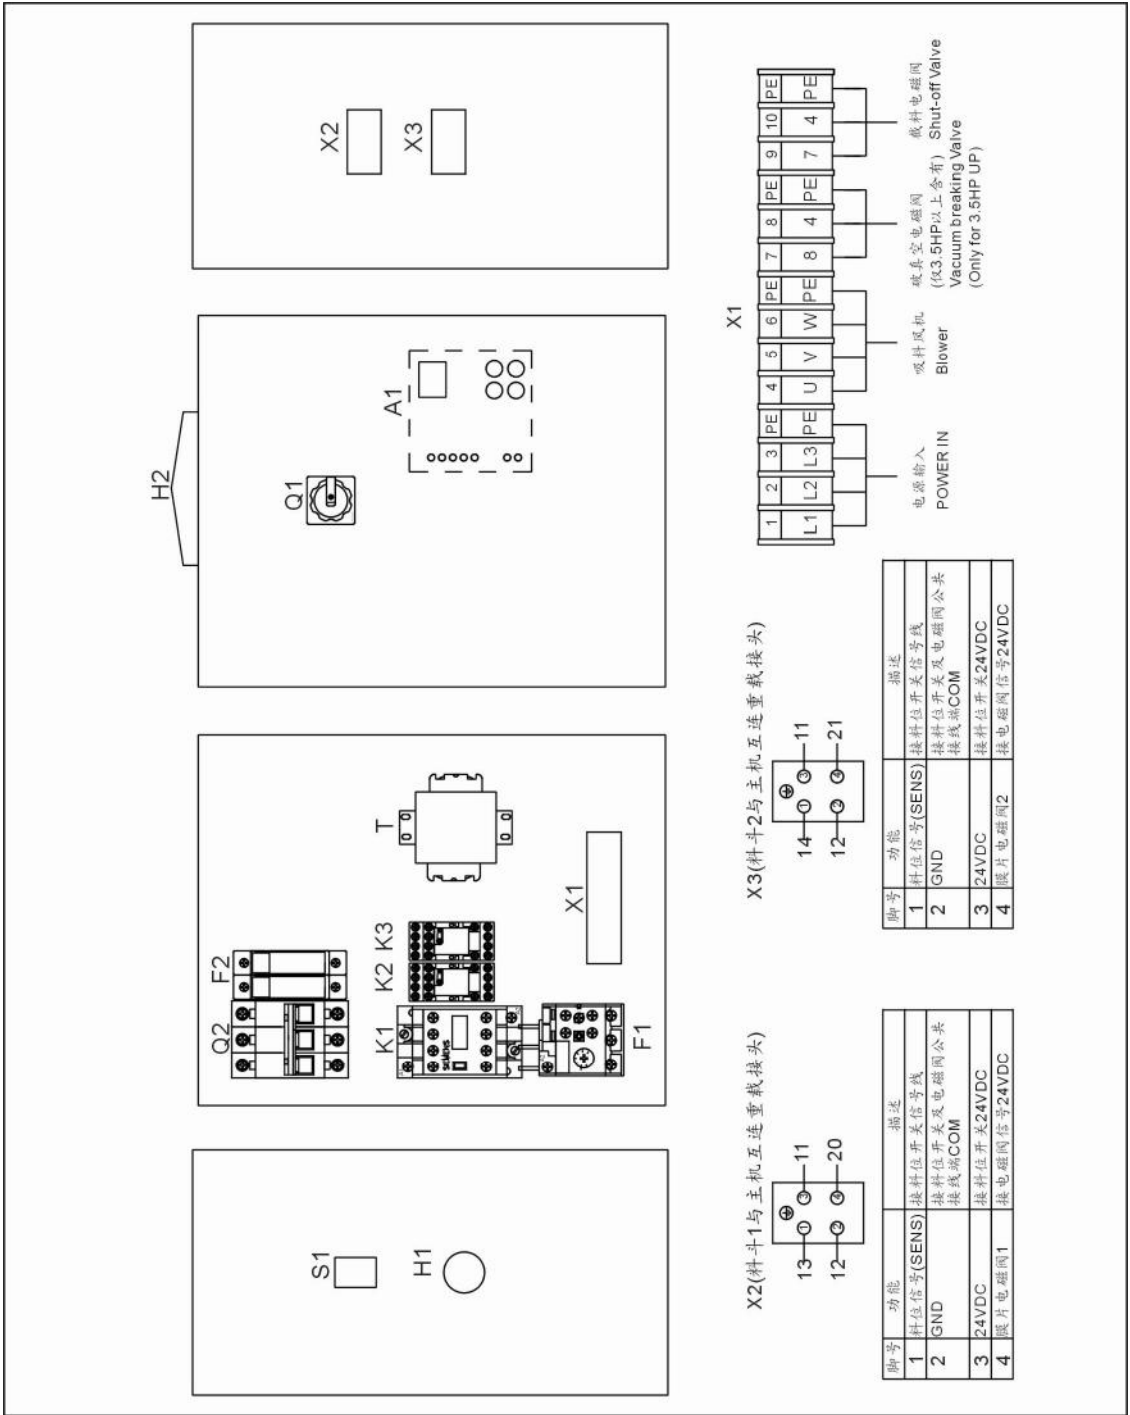 S1
H1
Q2
F2
K1
K2
K3
T
F1
X1
H2
Q1
A1
X2
X3
X2(料斗1与主机互连重载接头)
13 1 3 11
12 2 4 20
脚号 功能 描述
1 料位信号(SENS) 接料位开关信号线
2 GND 接料位开关及电磁阀公共
接线端COM
3 24VDC 接料位开关24VDC
4 膜片电磁阀1 接电磁阀信号24VDC
X3(料斗2与主机互连重载接头)
14 1 3 11
12 2 4 21
脚号 功能 描述
1 料位信号(SENS) 接料位开关信号线
2 GND 接料位开关及电磁阀公共
接线端COM
3 24VDC 接料位开关24VDC
4 膜片电磁阀2 接电磁阀信号24VDC
X1
1 2 3 PE 4 5 6 PE 7 8 PE 9 10 PE
L1 L2 L3 PE U V W PE 8 4 PE 7 4 PE
电源输入
POWER IN
吸料风机
Blower
破真空电磁阀
(仅3.5HP以上含有)
Vacuum breaking Valve
(Only for 3.5HP UP)
截料电磁阀
Shut-off Valve